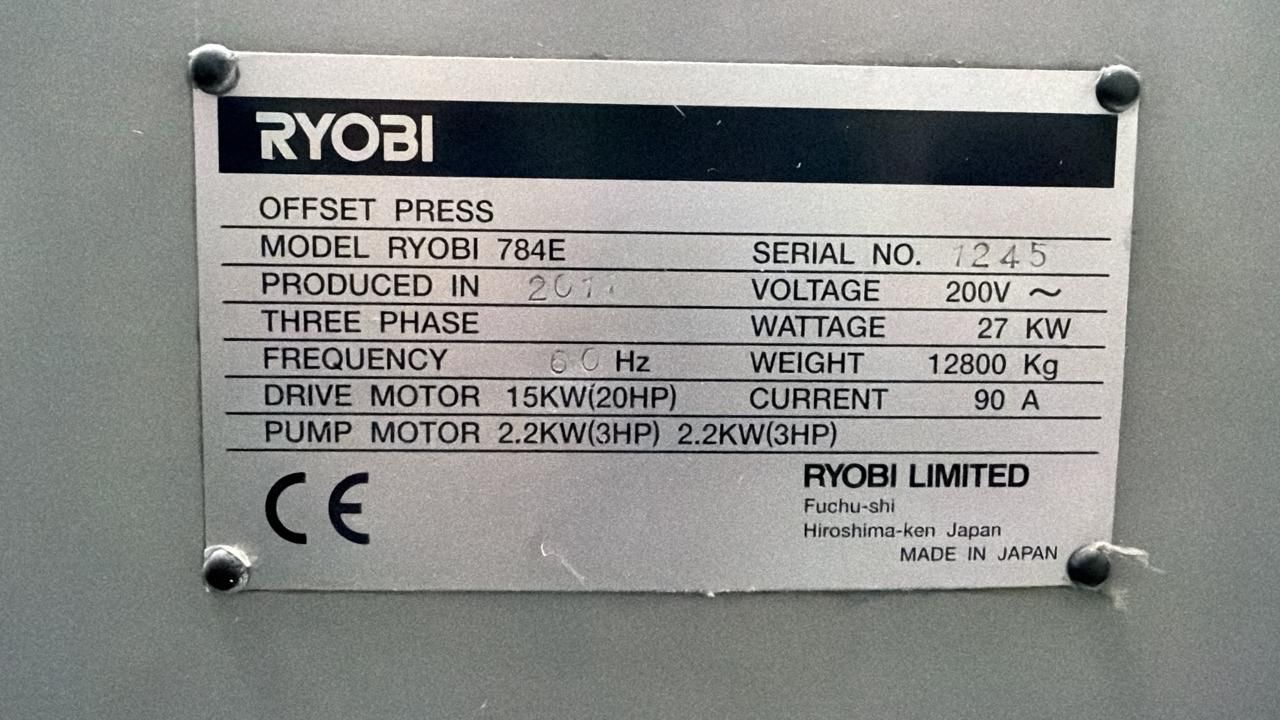 RYOBI
OFFSET PRESS
MODEL RYOBI 784E SERIAL NO. 1245
PRODUCED IN 2011 VOLTAGE 200V ~
THREE PHASE WATTAGE 27 KW
FREQUENCY 60 Hz WEIGHT 12800 Kg
DRIVE MOTOR 15KW(20HP) CURRENT 90 A
PUMP MOTOR 2.2KW(3HP) 2.2KW(3HP)
CE
RYOBI LIMITED
Fuchu-shi
Hiroshima-ken Japan
MADE IN JAPAN